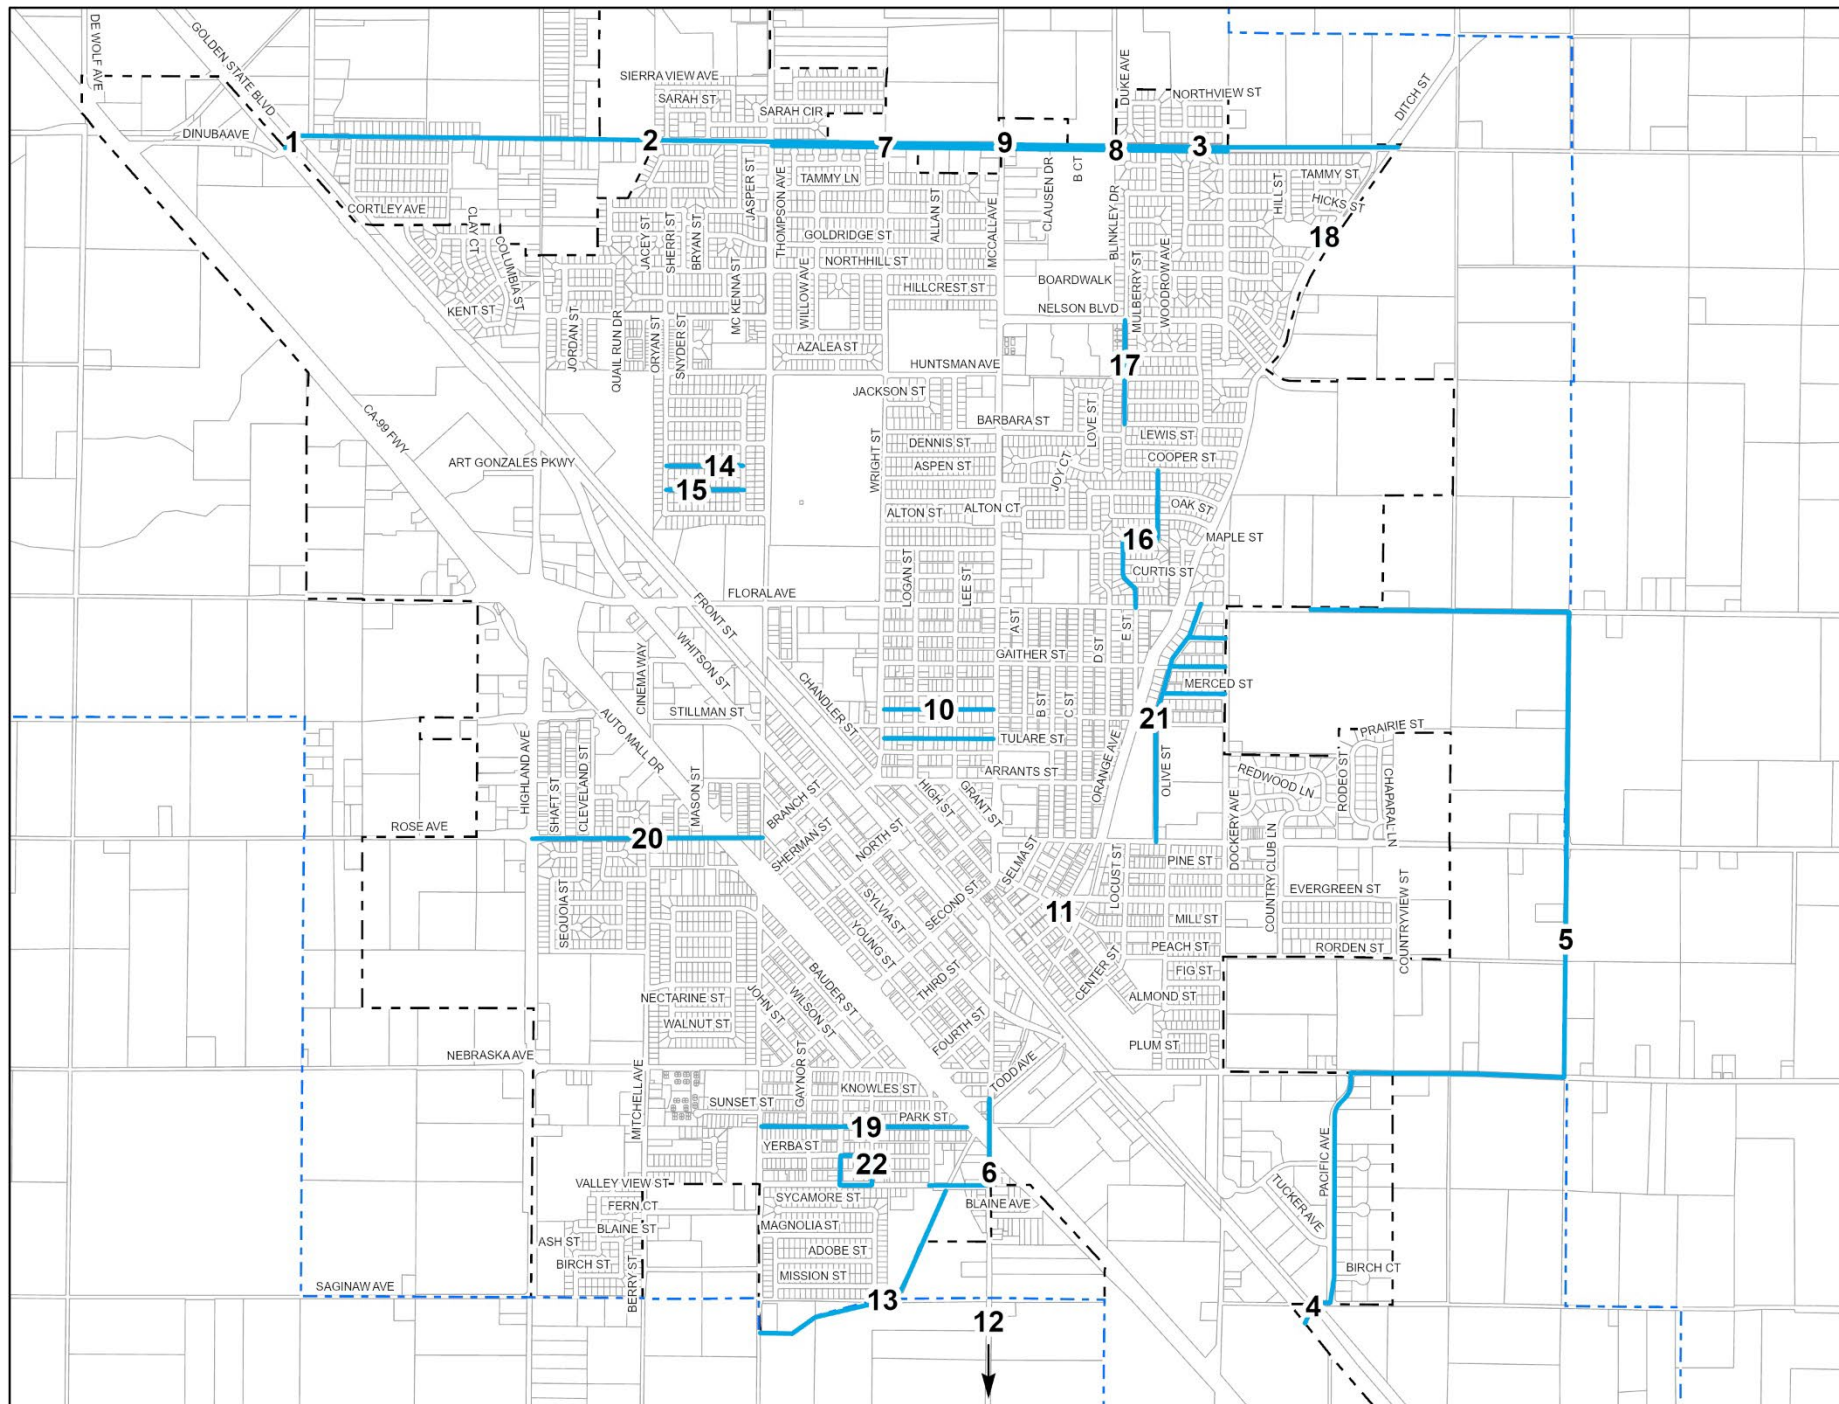 DE WOLF AVE
GOLDEN STATE BLVD
SIERRA VIEW AVE
SARAH ST
SARAH CIR
DUKE AVE
NORTHVIEW ST
DITCH ST
DINUBAAVE
1
2
7
9
8
3
TAMMY LN
JASPER ST
THOMPSON AVE
ALLAN ST
MCCALL AVE
CLAUSEN DR
B CT
BLINKLEY DR
TAMMY ST
HILL ST
HICKS ST
18
CORTLEY AVE
CLAY CT
COLUMBIA ST
KENT ST
JACEY ST
SHERRI ST
BRYAN ST
MC KENNA ST
GOLDRIDGE ST
NORTHHILL ST
HILLCREST ST
WILLOW AVE
BOARDWALK
NELSON BLVD
MULBERRY ST
WOODROW AVE
JORDAN ST
QUAIL RUN DR
ORYAN ST
SNYDER ST
AZALEA ST
HUNTSMAN AVE
17
JACKSON ST
BARBARA ST
LOVE ST
LEWIS ST
CA-99 FWY
ART GONZALES PKWY
14
15
WRIGHT ST
DENNIS ST
ASPEN ST
JOY CT
COOPER ST
ALTON ST
ALTON CT
OAK ST
16
MAPLE ST
CURTIS ST
LOGAN ST
LEE ST
FLORAL AVE
FRONT ST
WHITSON ST
CINEMA WAY
A ST
GAITHER ST
D ST
E ST
MERCED ST
CHANDLER ST
STILLMAN ST
10
B ST
C ST
21
TULARE ST
AUTO MALL DR
HIGHLAND AVE
SHAFT ST
CLEVELAND ST
MASON ST
ARRANTS ST
ORANGE AVE
OLIVE ST
PRAIRIE ST
REDWOOD LN
RODEO ST
CHAPARAL LN
BRANCH ST
HIGH ST
GRANT ST
ROSE AVE
20
SHERMAN ST
NORTH ST
SELMA ST
LOCUST ST
PINE ST
DOCKERY AVE
COUNTRY CLUB LN
EVERGREEN ST
COUNTRYVIEW ST
SEQUOIA ST
SYLVIA ST
SECOND ST
YOUNG ST
11
MILL ST
PEACH ST
RORDEN ST
5
BAUDER ST
THIRD ST
CENTER ST
FIG ST
ALMOND ST
NECTARINE ST
WALNUT ST
JOHN ST
WILSON ST
FOURTH ST
PLUM ST
NEBRASKA AVE
MITCHELL AVE
GAYNOR ST
KNOWLES ST
TODD AVE
SUNSET ST
PARK ST
19
YERBA ST
22
6
VALLEY VIEW ST
FERN CT
SYCAMORE ST
BLAINE AVE
PACIFIC AVE
TUCKER AVE
BLAINE ST
MAGNOLIA ST
ASH ST
BIRCH ST
ADOBE ST
BERRY ST
MISSION ST
BIRCH CT
SAGINAW AVE
13
12
4